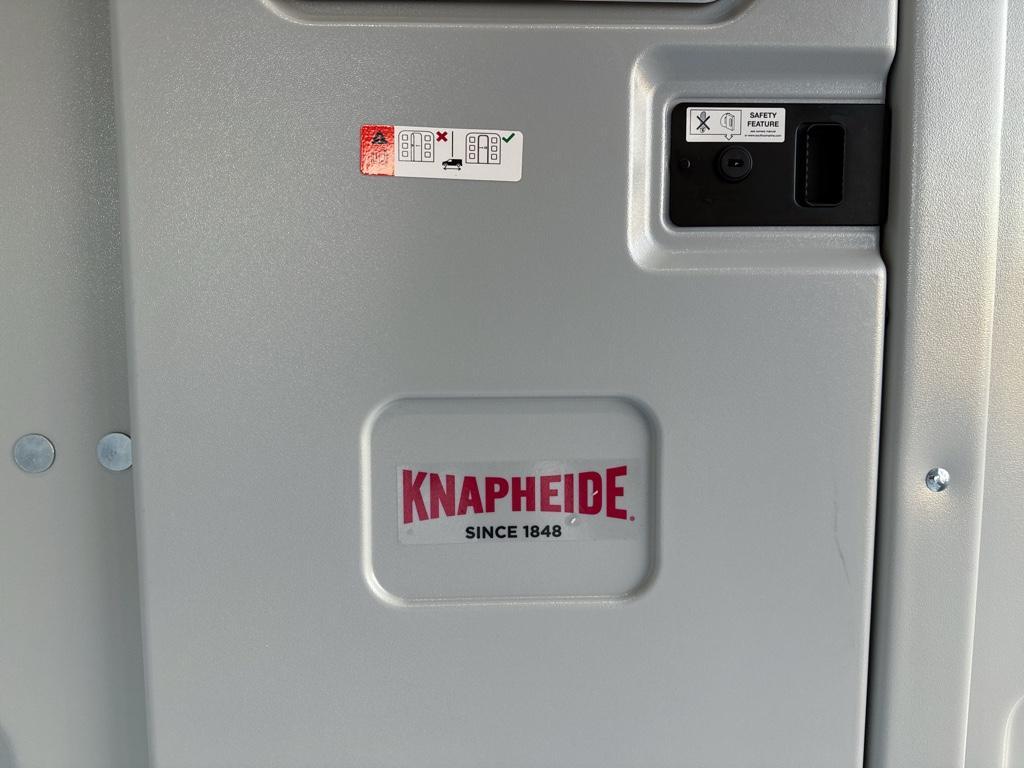 SAFETY
FEATURE
KNAPHEIDE
SINCE 1848